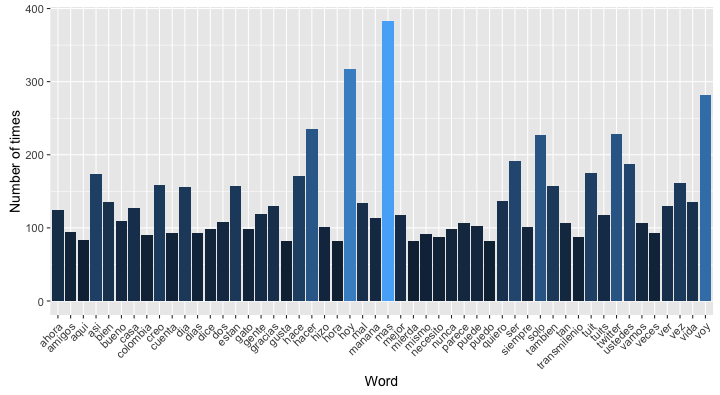 Number of times
400
300
200
100
0
ahora
amigos
aqui
asi
bien
bueno
casa
colombia
creo
cuenta
dia
dias
dice
dos
estan
gato
gente
gracias
gusta
hace
hacer
hizo
hora
hoy
mal
manana
mas
mejor
mierda
mismo
necesito
nunca
parece
puede
puedo
quiero
ser
siempre
solo
tambien
tan
transmilenio
tuit
tuits
twitter
ustedes
vamos
veces
ver
vez
vida
voy
Word